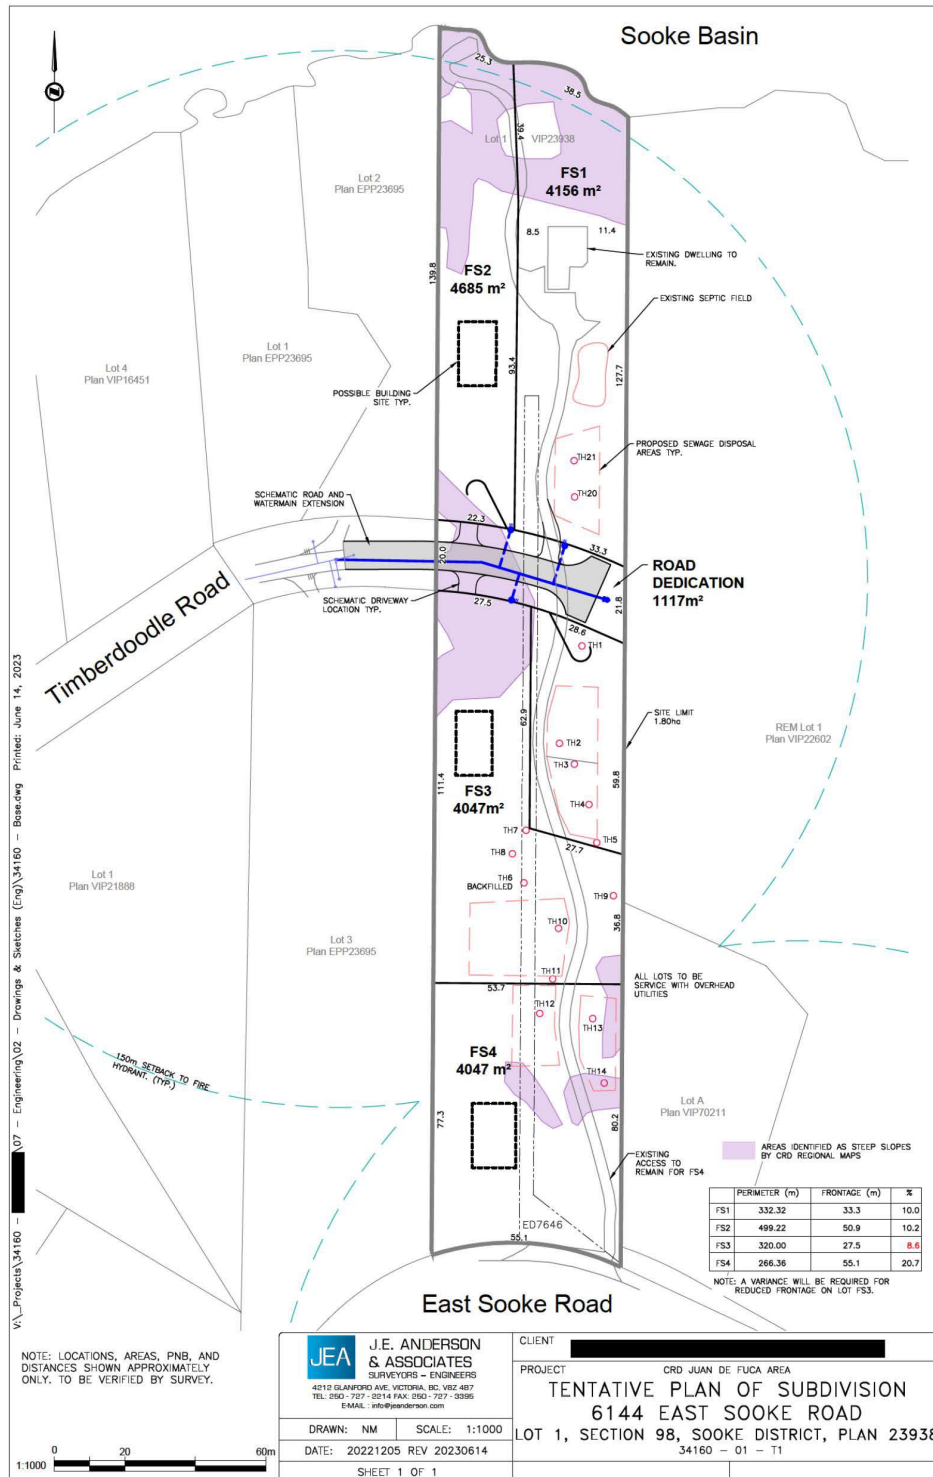 Sooke Basin
25.3
38.5
39.4
Lot 1 VIP23938
FS1
4156 m²
Lot 2
Plan EPP23695
8.5
11.4
EXISTING DWELLING TO
REMAIN.
139.8
FS2
4685 m²
EXISTING SEPTIC FIELD
Lot 1
Plan EPP23695
Lot 4
Plan VIP16451
93.4
127.7
POSSIBLE BUILDING
SITE TYP.
PROPOSED SEWAGE DISPOSAL
AREAS TYP.
TH21
TH20
SCHEMATIC ROAD AND
WATERMAIN EXTENSION
22.3
33.3
20.0
ROAD
DEDICATION
1117m²
21.8
SCHEMATIC DRIVEWAY
LOCATION TYP.
27.5
28.6
Timberdoodle Road
TH1
62.9
SITE LIMIT
1.80ha
REM Lot 1
Plan VIP22602
TH2
TH3
59.8
111.4
FS3
4047m²
TH4
TH7
TH5
27.7
TH8
TH6
BACKFILLED
TH9
Lot 1
Plan VIP21888
36.8
TH10
Lot 3
Plan EPP23695
TH11
53.7
ALL LOTS TO BE
SERVICE WITH OVERHEAD
UTILITIES
TH12
TH13
FS4
4047 m²
150m SETBACK TO FIRE
HYDRANT. (TYP.)
TH14
Lot A
Plan VIP70211
77.3
80.2
AREAS IDENTIFIED AS STEEP SLOPES
BY CRD REGIONAL MAPS
EXISTING
ACCESS TO
REMAIN FOR FS4
PERIMETER (m) FRONTAGE (m) %
FS1 332.32 33.3 10.0
FS2 499.22 50.9 10.2
FS3 320.00 27.5 8.6
FS4 266.36 55.1 20.7
ED7646
55.1
NOTE: A VARIANCE WILL BE REQUIRED FOR
REDUCED FRONTAGE ON LOT FS3.
East Sooke Road
V:\_Projects\34160 - \07 - Engineering\02 - Drawings & Sketches (Eng)\34160 - Base.dwg Printed: June 14, 2023
NOTE: LOCATIONS, AREAS, PNB, AND
DISTANCES SHOWN APPROXIMATELY
ONLY. TO BE VERIFIED BY SURVEY.
1:1000
0 20 60m
JEA
J.E. ANDERSON
& ASSOCIATES
SURVEYORS - ENGINEERS
4212 GLANFORD AVE, VICTORIA, BC, V8Z 4B7
TEL: 250 - 727 - 2214 FAX: 250 - 727 - 3395
E-MAIL : info@jeanderson.com
DRAWN: NM SCALE: 1:1000
DATE: 20221205 REV 20230614
SHEET 1 OF 1
CLIENT
PROJECT CRD JUAN DE FUCA AREA
TENTATIVE PLAN OF SUBDIVISION
6144 EAST SOOKE ROAD
LOT 1, SECTION 98, SOOKE DISTRICT, PLAN 23938
34160 - 01 - T1